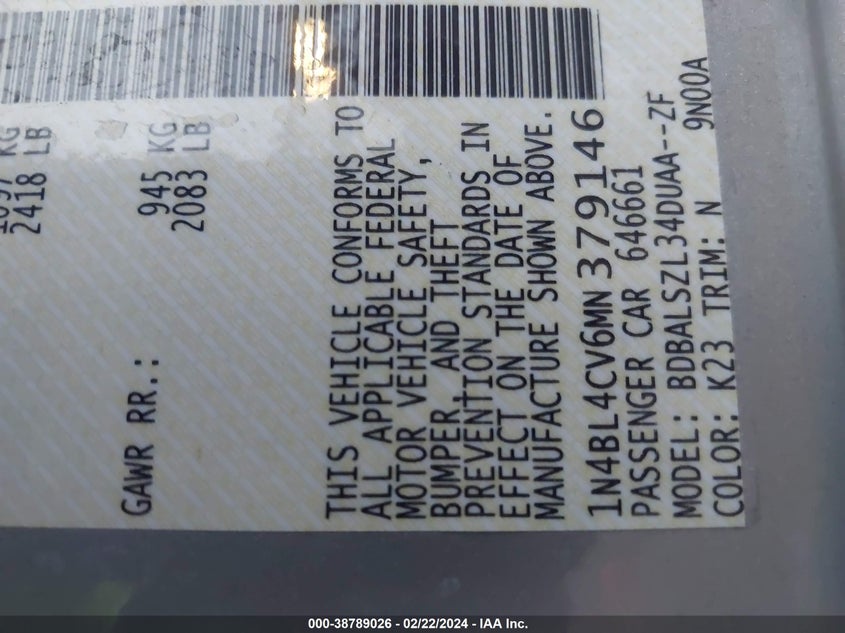 2418 LB
GAWR RR.: 945 KG
2083 LB
THIS VEHICLE CONFORMS TO
ALL APPLICABLE FEDERAL
MOTOR VEHICLE SAFETY,
BUMPER, AND THEFT
PREVENTION STANDARDS IN
EFFECT ON THE DATE OF
MANUFACTURE SHOWN ABOVE.
1N4BL4CV6MN379146
PASSENGER CAR 646661
MODEL: BDBALSZL34DUAA--ZF
COLOR: K23 TRIM: N 9N00A
000-38789026 - 02/22/2024 - IAA Inc.